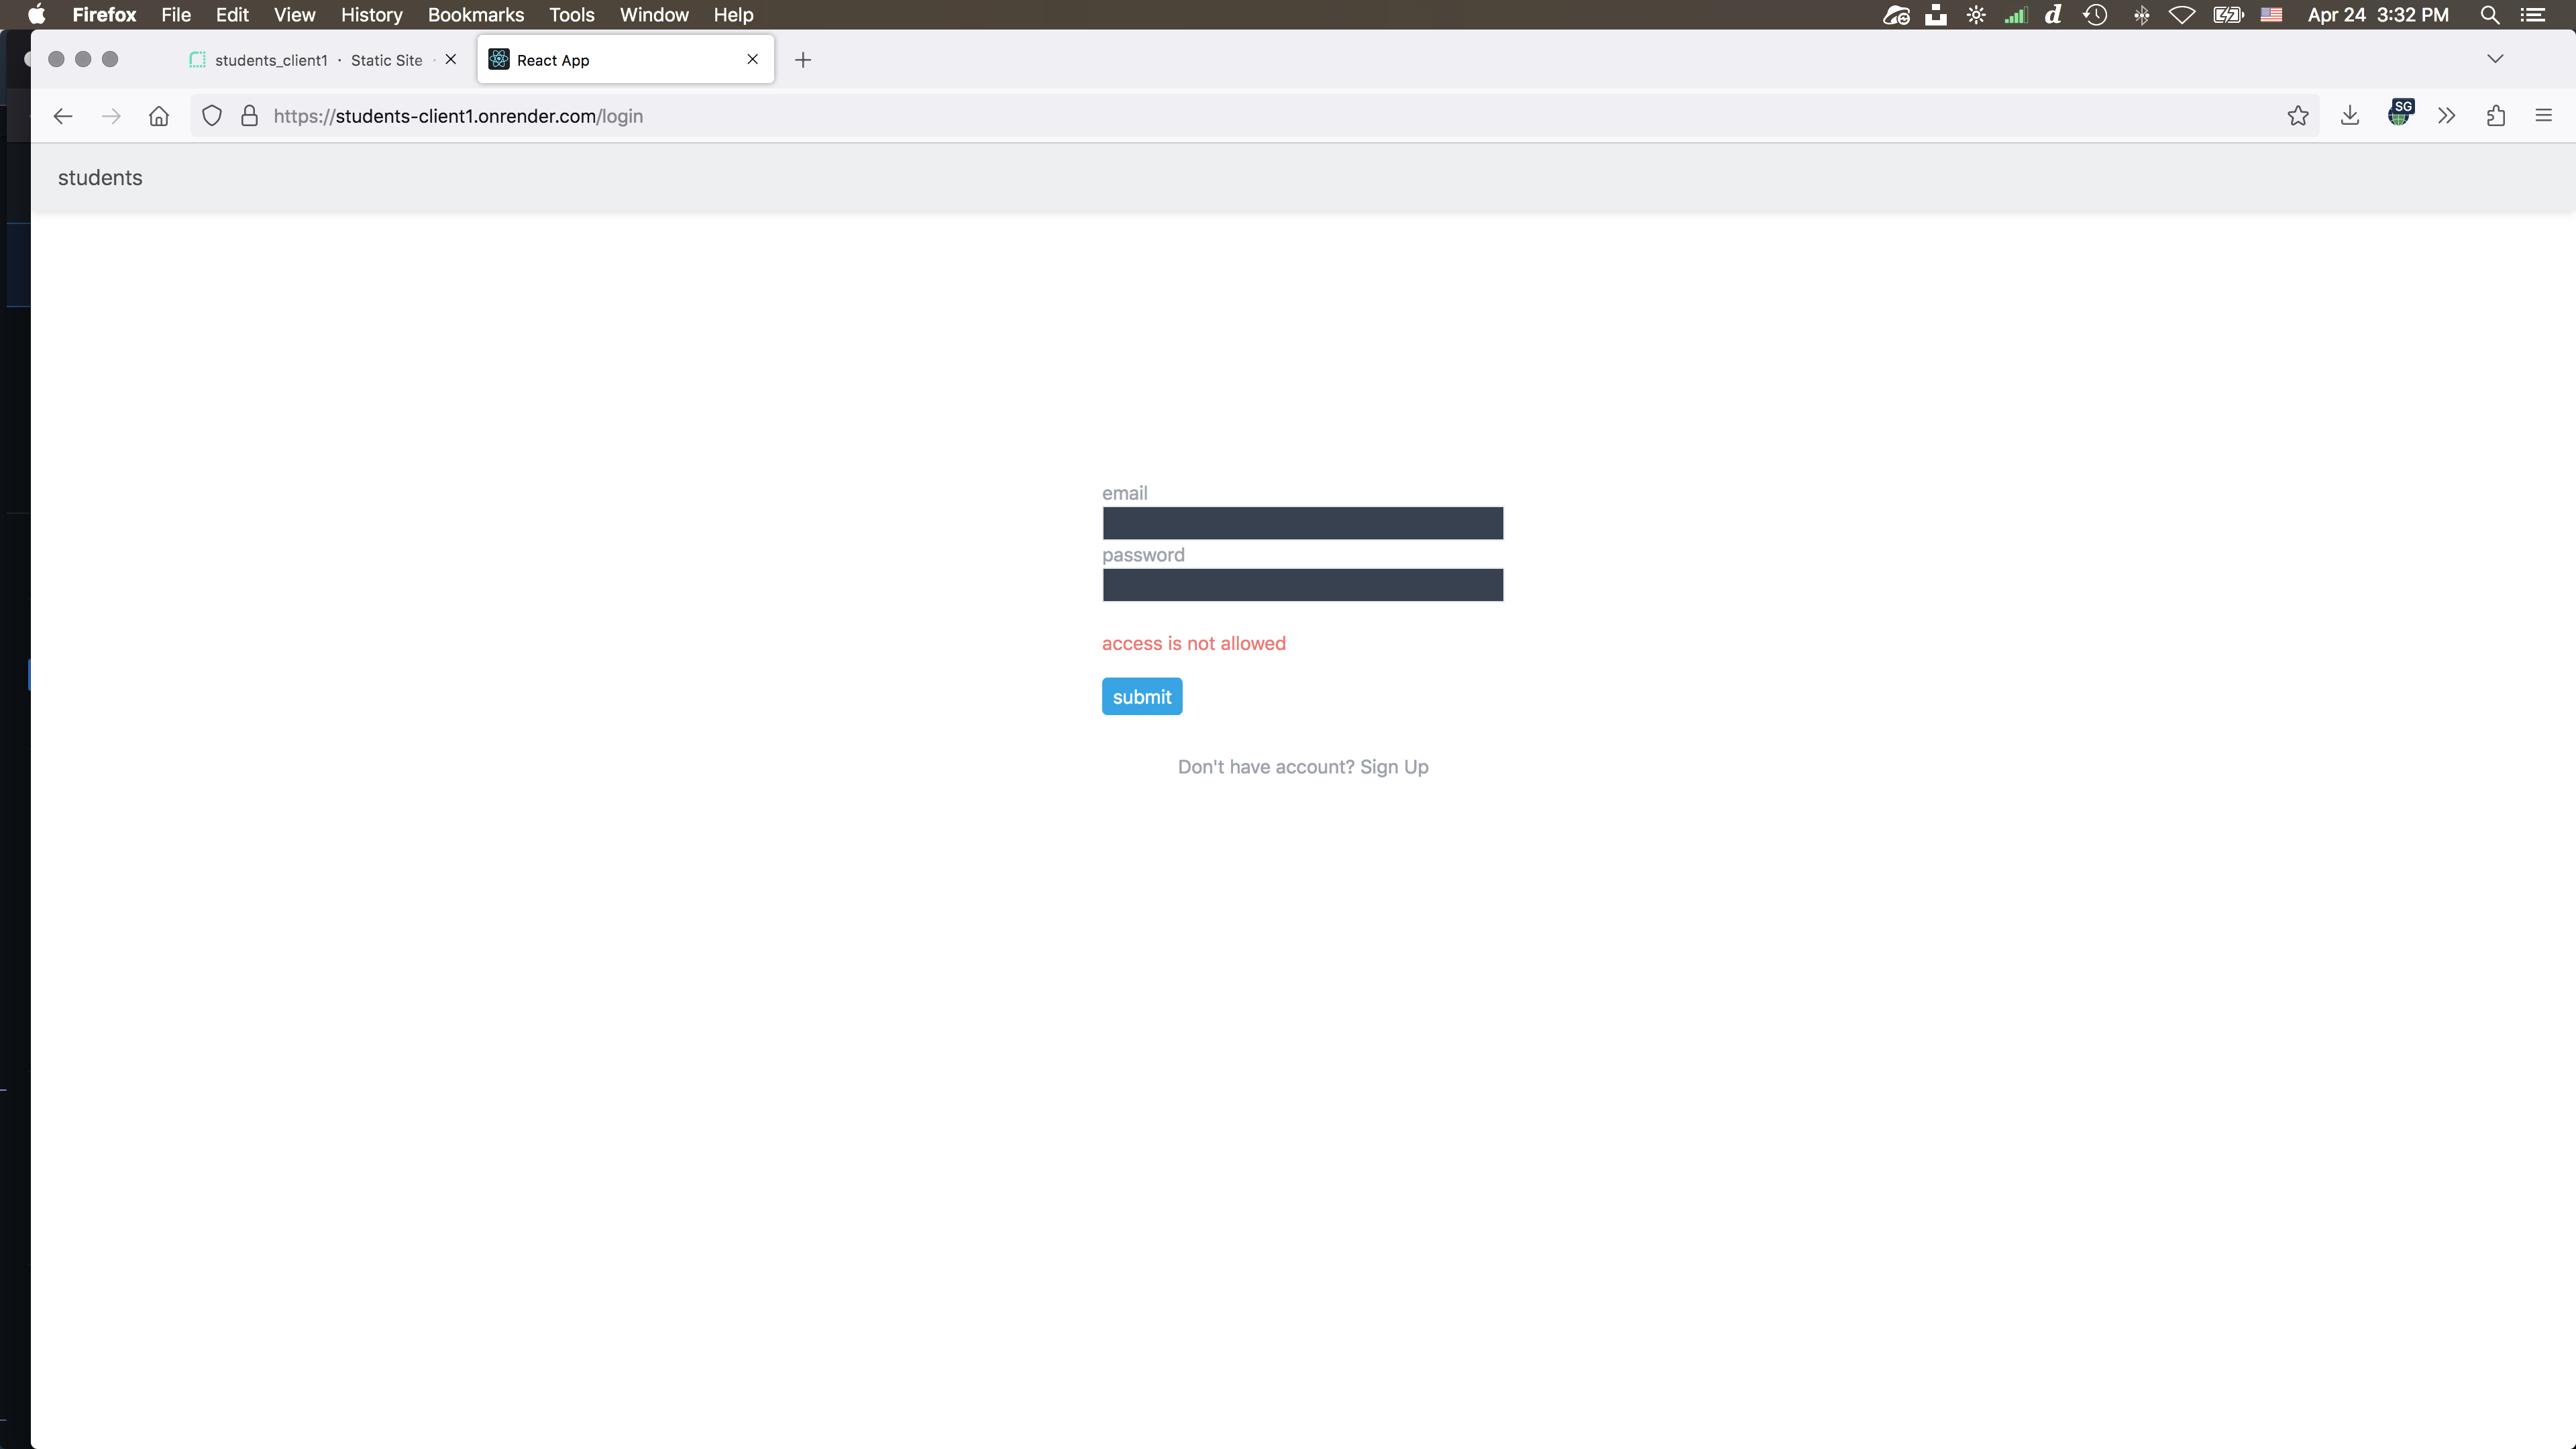 Firefox File Edit View History Bookmarks Tools Window Help d Apr 24 3:32 PM
students_client1 · Static Site · React App
https://students-client1.onrender.com/login SG
students
email
password
access is not allowed
submit
Don't have account? Sign Up